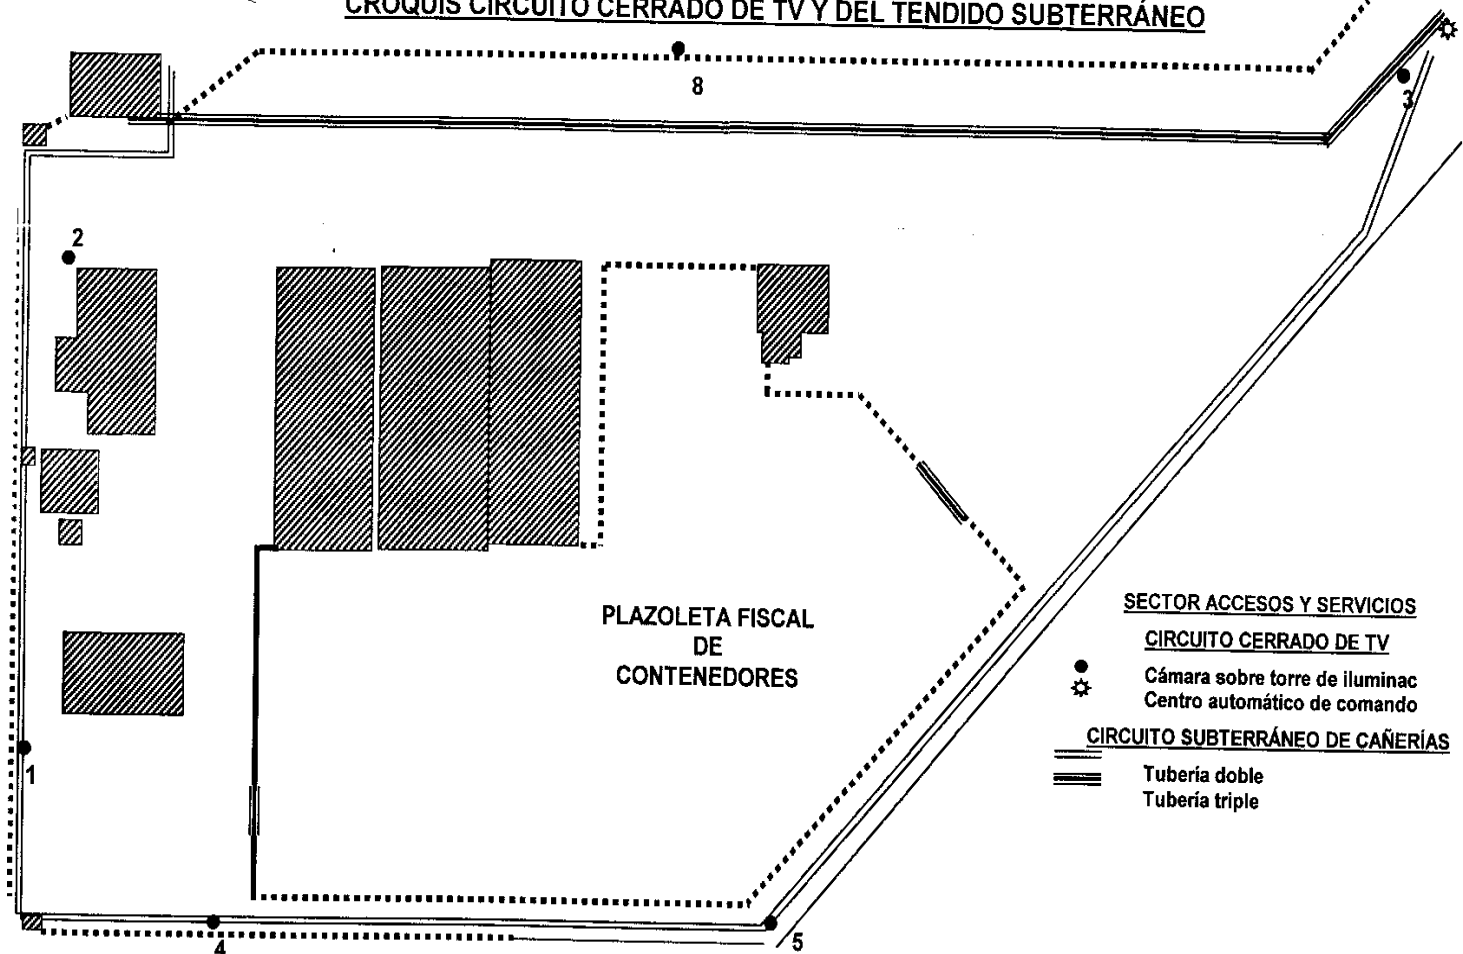 CROQUIS CIRCUITO CERRADO DE TV Y DEL TENDIDO SUBTERRÁNEO
8
3
2
PLAZOLETA FISCAL
DE
CONTENEDORES
SECTOR ACCESOS Y SERVICIOS
CIRCUITO CERRADO DE TV
Cámara sobre torre de iluminac
Centro automático de comando
CIRCUITO SUBTERRÁNEO DE CAÑERÍAS
Tubería doble
Tubería triple
1
4
5